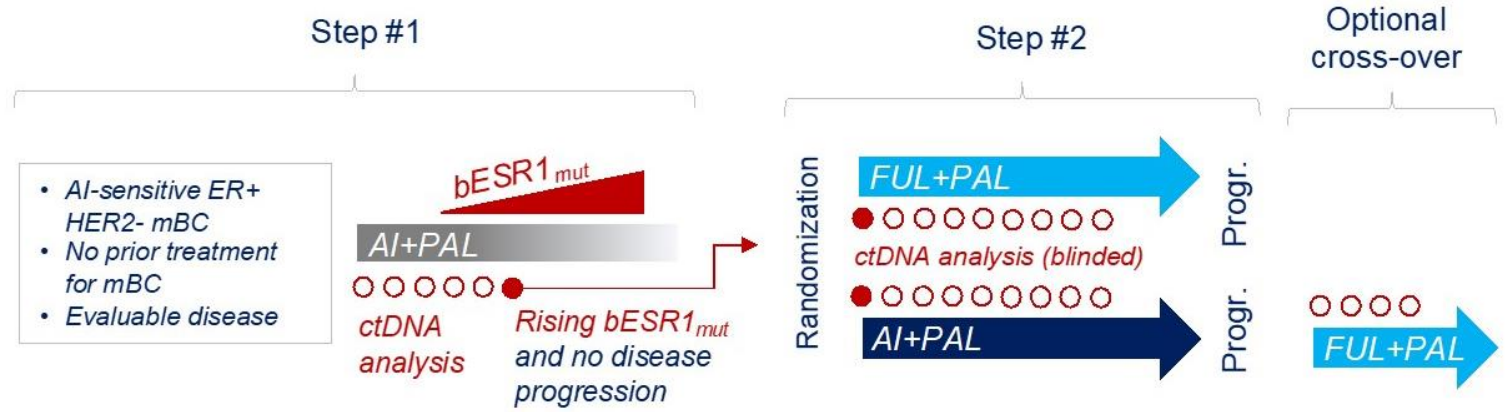 Step #1
Step #2
Optional
cross-over
• AI-sensitive ER+
HER2- mBC
• No prior treatment
for mBC
• Evaluable disease
bESR1mut
AI+PAL
ctDNA
analysis
Rising bESR1mut
and no disease
progression
Randomization
FUL+PAL
ctDNA analysis (blinded)
AI+PAL
Progr.
Progr.
FUL+PAL